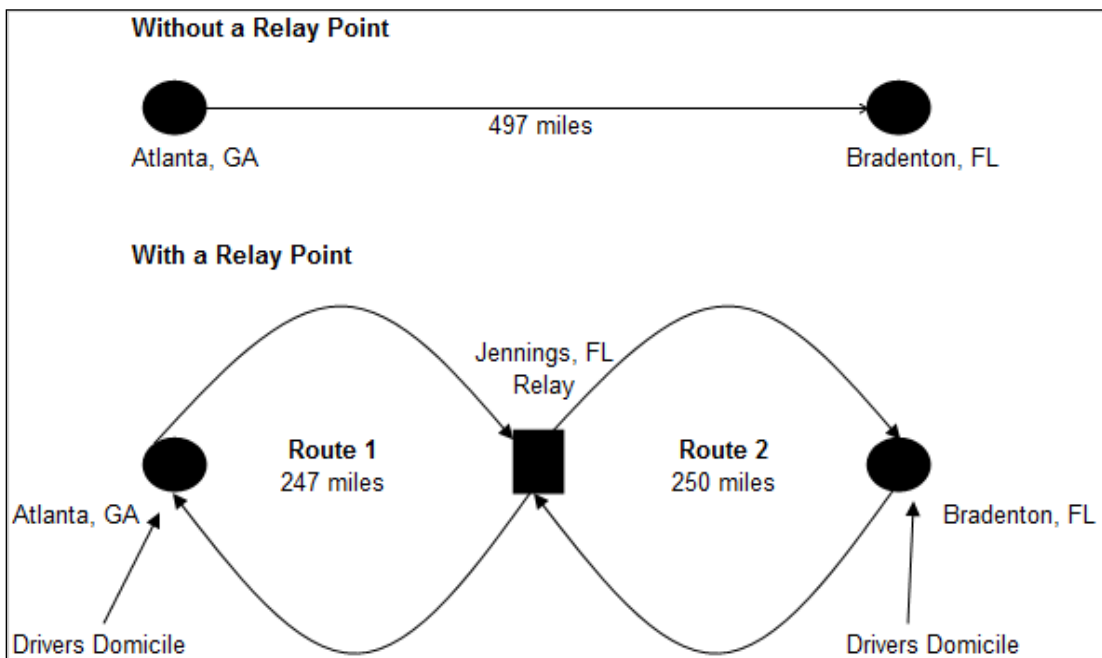 Without a Relay Point
497 miles
Atlanta, GA
Bradenton, FL
With a Relay Point
Jennings, FL
Relay
Route 1
247 miles
Route 2
250 miles
Atlanta, GA
Bradenton, FL
Drivers Domicile
Drivers Domicile